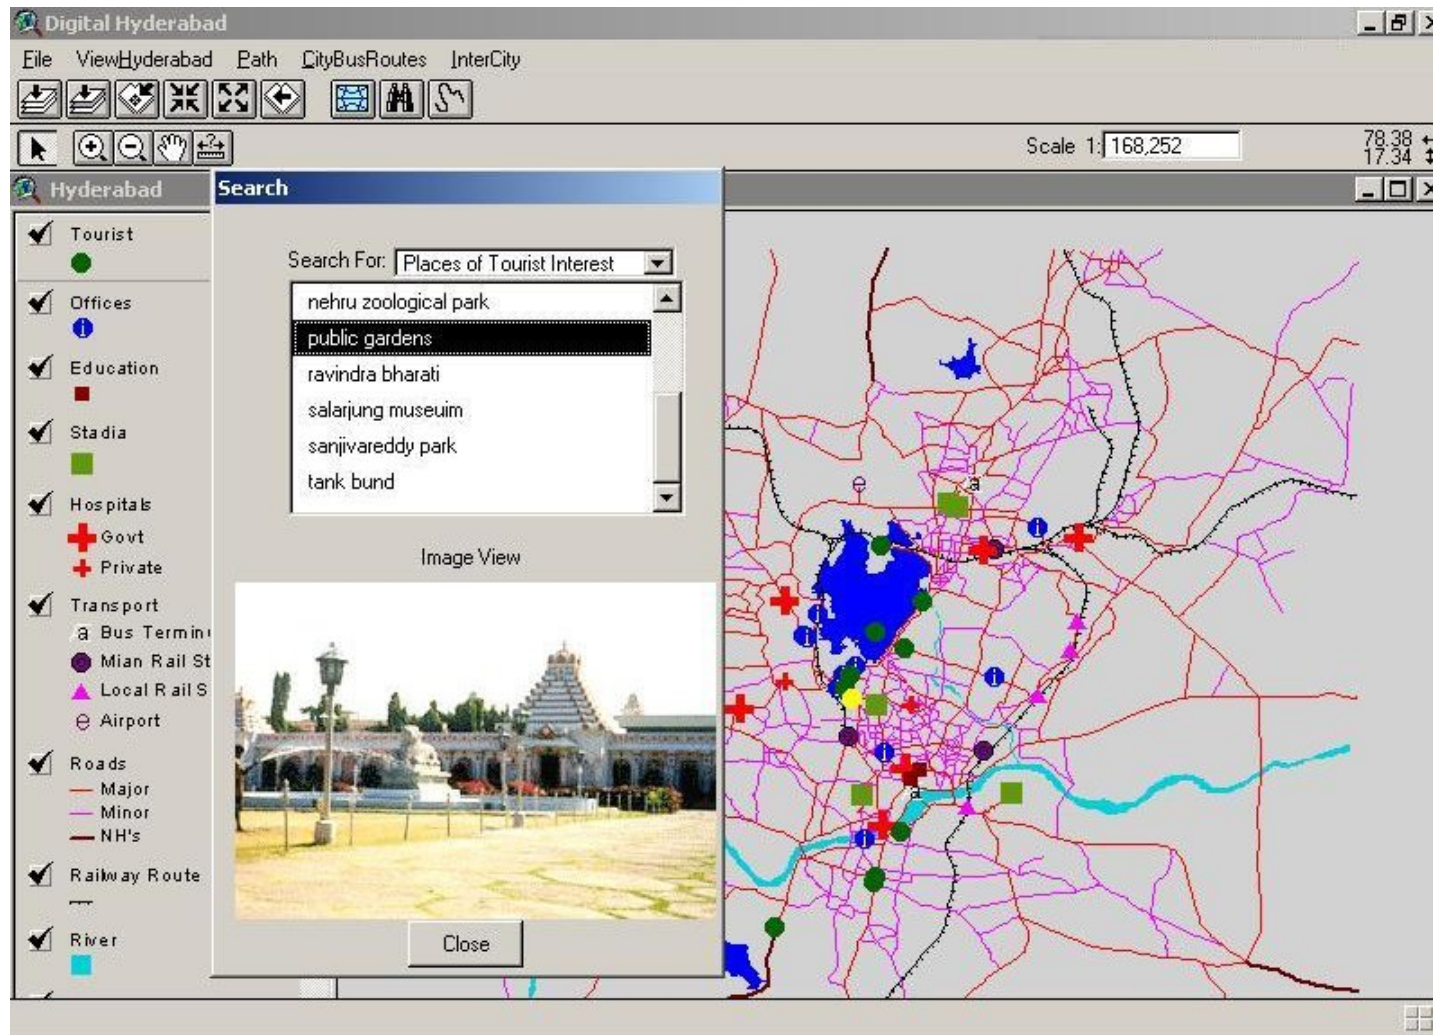 Digital Hyderabad
File ViewHyderabad Path CityBusRoutes InterCity
Scale 1: 168,252
78.38
17.34
Hyderabad
Search
Tourist
Offices
Education
Stadia
Hospitals
Govt
Private
Transport
a Bus Termin
Mian Rail St
Local Rail S
e Airport
Roads
Major
Minor
NH's
Railway Route
River
Search For: Places of Tourist Interest
nehru zoological park
public gardens
ravindra bharati
salarjung museuim
sanjivareddy park
tank bund
Image View
Close
e
a
a